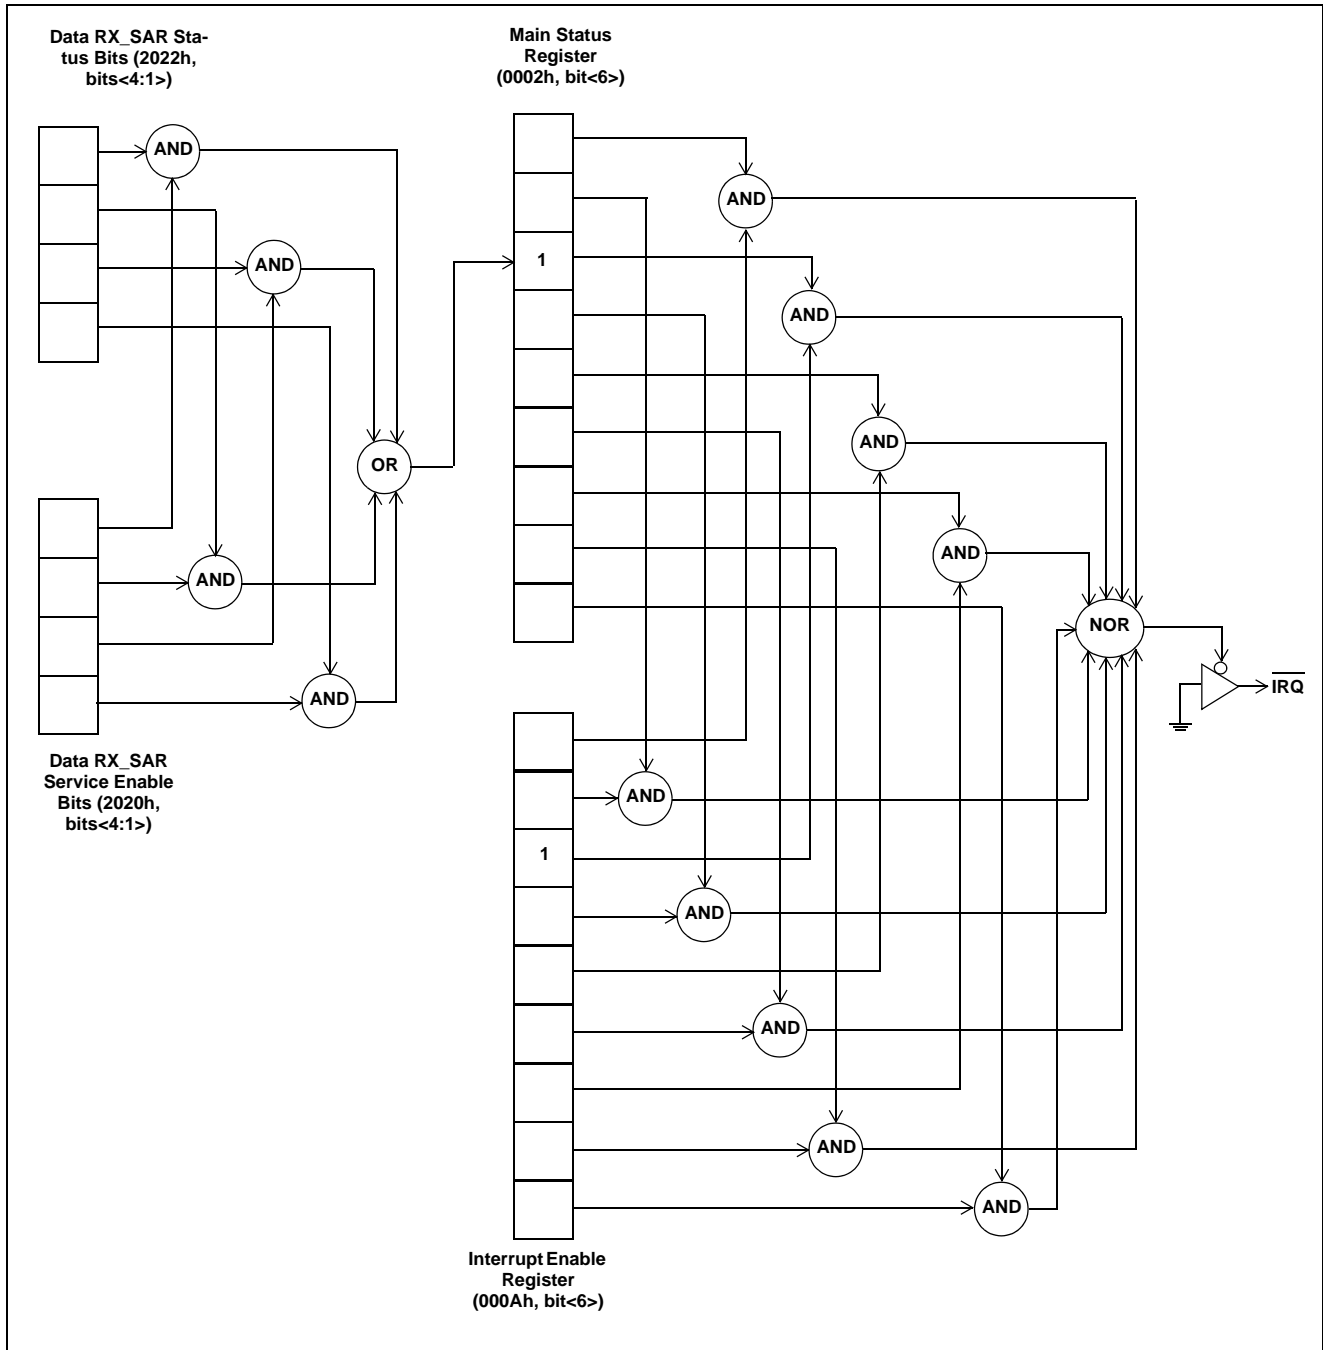 Data RX_SAR Sta-
tus Bits (2022h,
bits<4:1>)
Main Status
Register
(0002h, bit<6>)
AND
AND
AND
1
AND
AND
OR
AND
AND
AND
AND
NOR
IRQ
Data RX_SAR
Service Enable
Bits (2020h,
bits<4:1>)
AND
1
AND
AND
AND
AND
Interrupt Enable
Register
(000Ah, bit<6>)